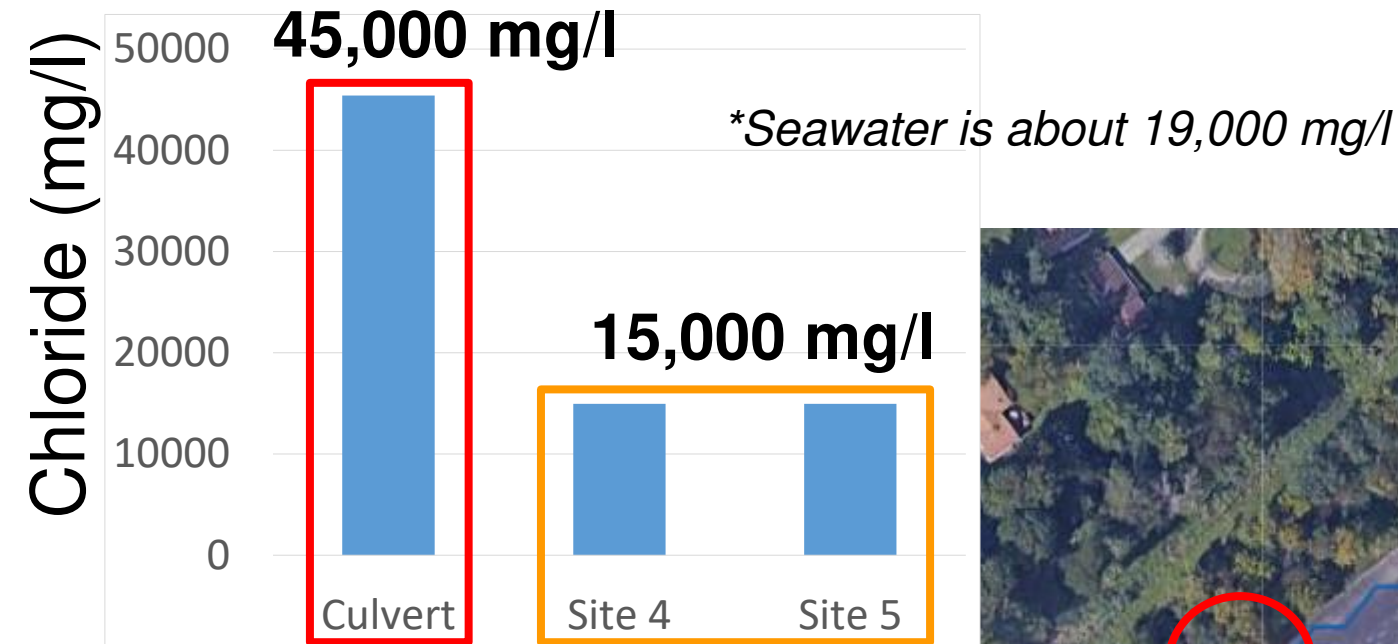 45,000 mg/l
*Seawater is about 19,000 mg/l
15,000 mg/l
Chloride (mg/l)
50000
40000
30000
20000
10000
0
Culvert Site 4 Site 5